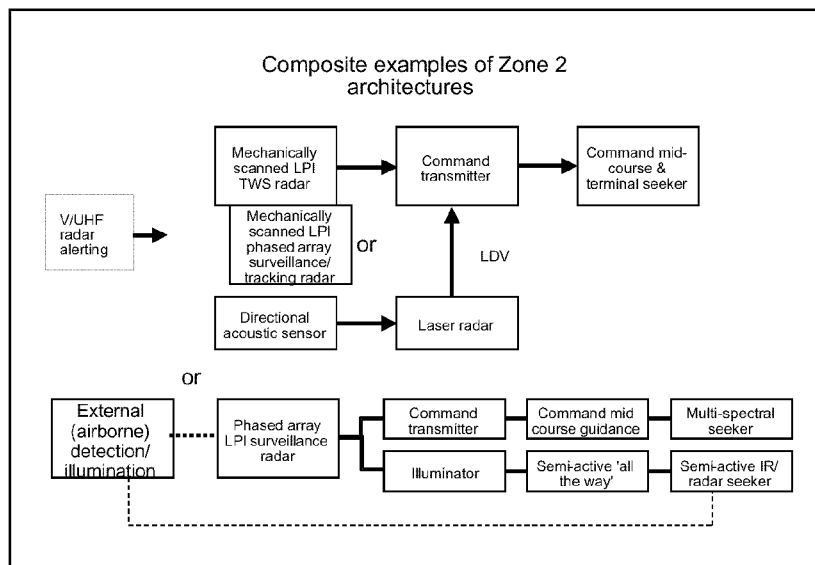 Composite examples of Zone 2
architectures
Mechanically
scanned LPI
TWS radar
Command
transmitter
Command mid-
course &
terminal seeker
V/UHF
radar
alerting
Mechanically
scanned LPI
phased array
surveillance/
tracking radar
or
LDV
Directional
acoustic sensor
Laser radar
or
External
(airborne)
detection/
illumination
Phased array
LPI surveillance
radar
Command
transmitter
Command mid
course guidance
Multi-spectral
seeker
Illuminator
Semi-active 'all
the way'
Semi-active IR/
radar seeker